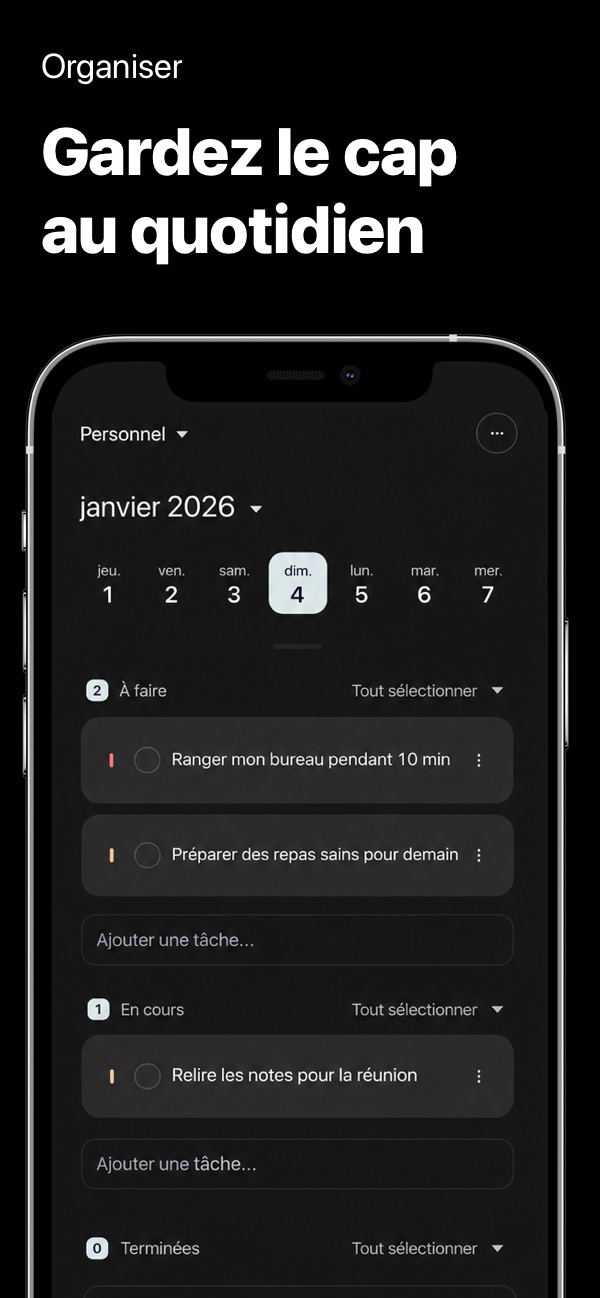 Organiser
Gardez le cap
au quotidien
Personnel
janvier 2026
jeu. ven. sam. dim. lun. mar. mer.
1 2 3 4 5 6 7
2 À faire Tout sélectionner
Ranger mon bureau pendant 10 min
Préparer des repas sains pour demain
Ajouter une tâche...
1 En cours Tout sélectionner
Relire les notes pour la réunion
Ajouter une tâche...
0 Terminées Tout sélectionner